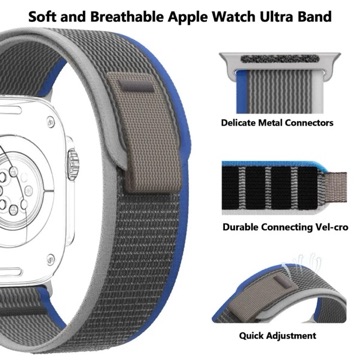 Soft and Breathable Apple Watch Ultra Band
Delicate Metal Connectors
Durable Connecting Vel-cro
Quick Adjustment